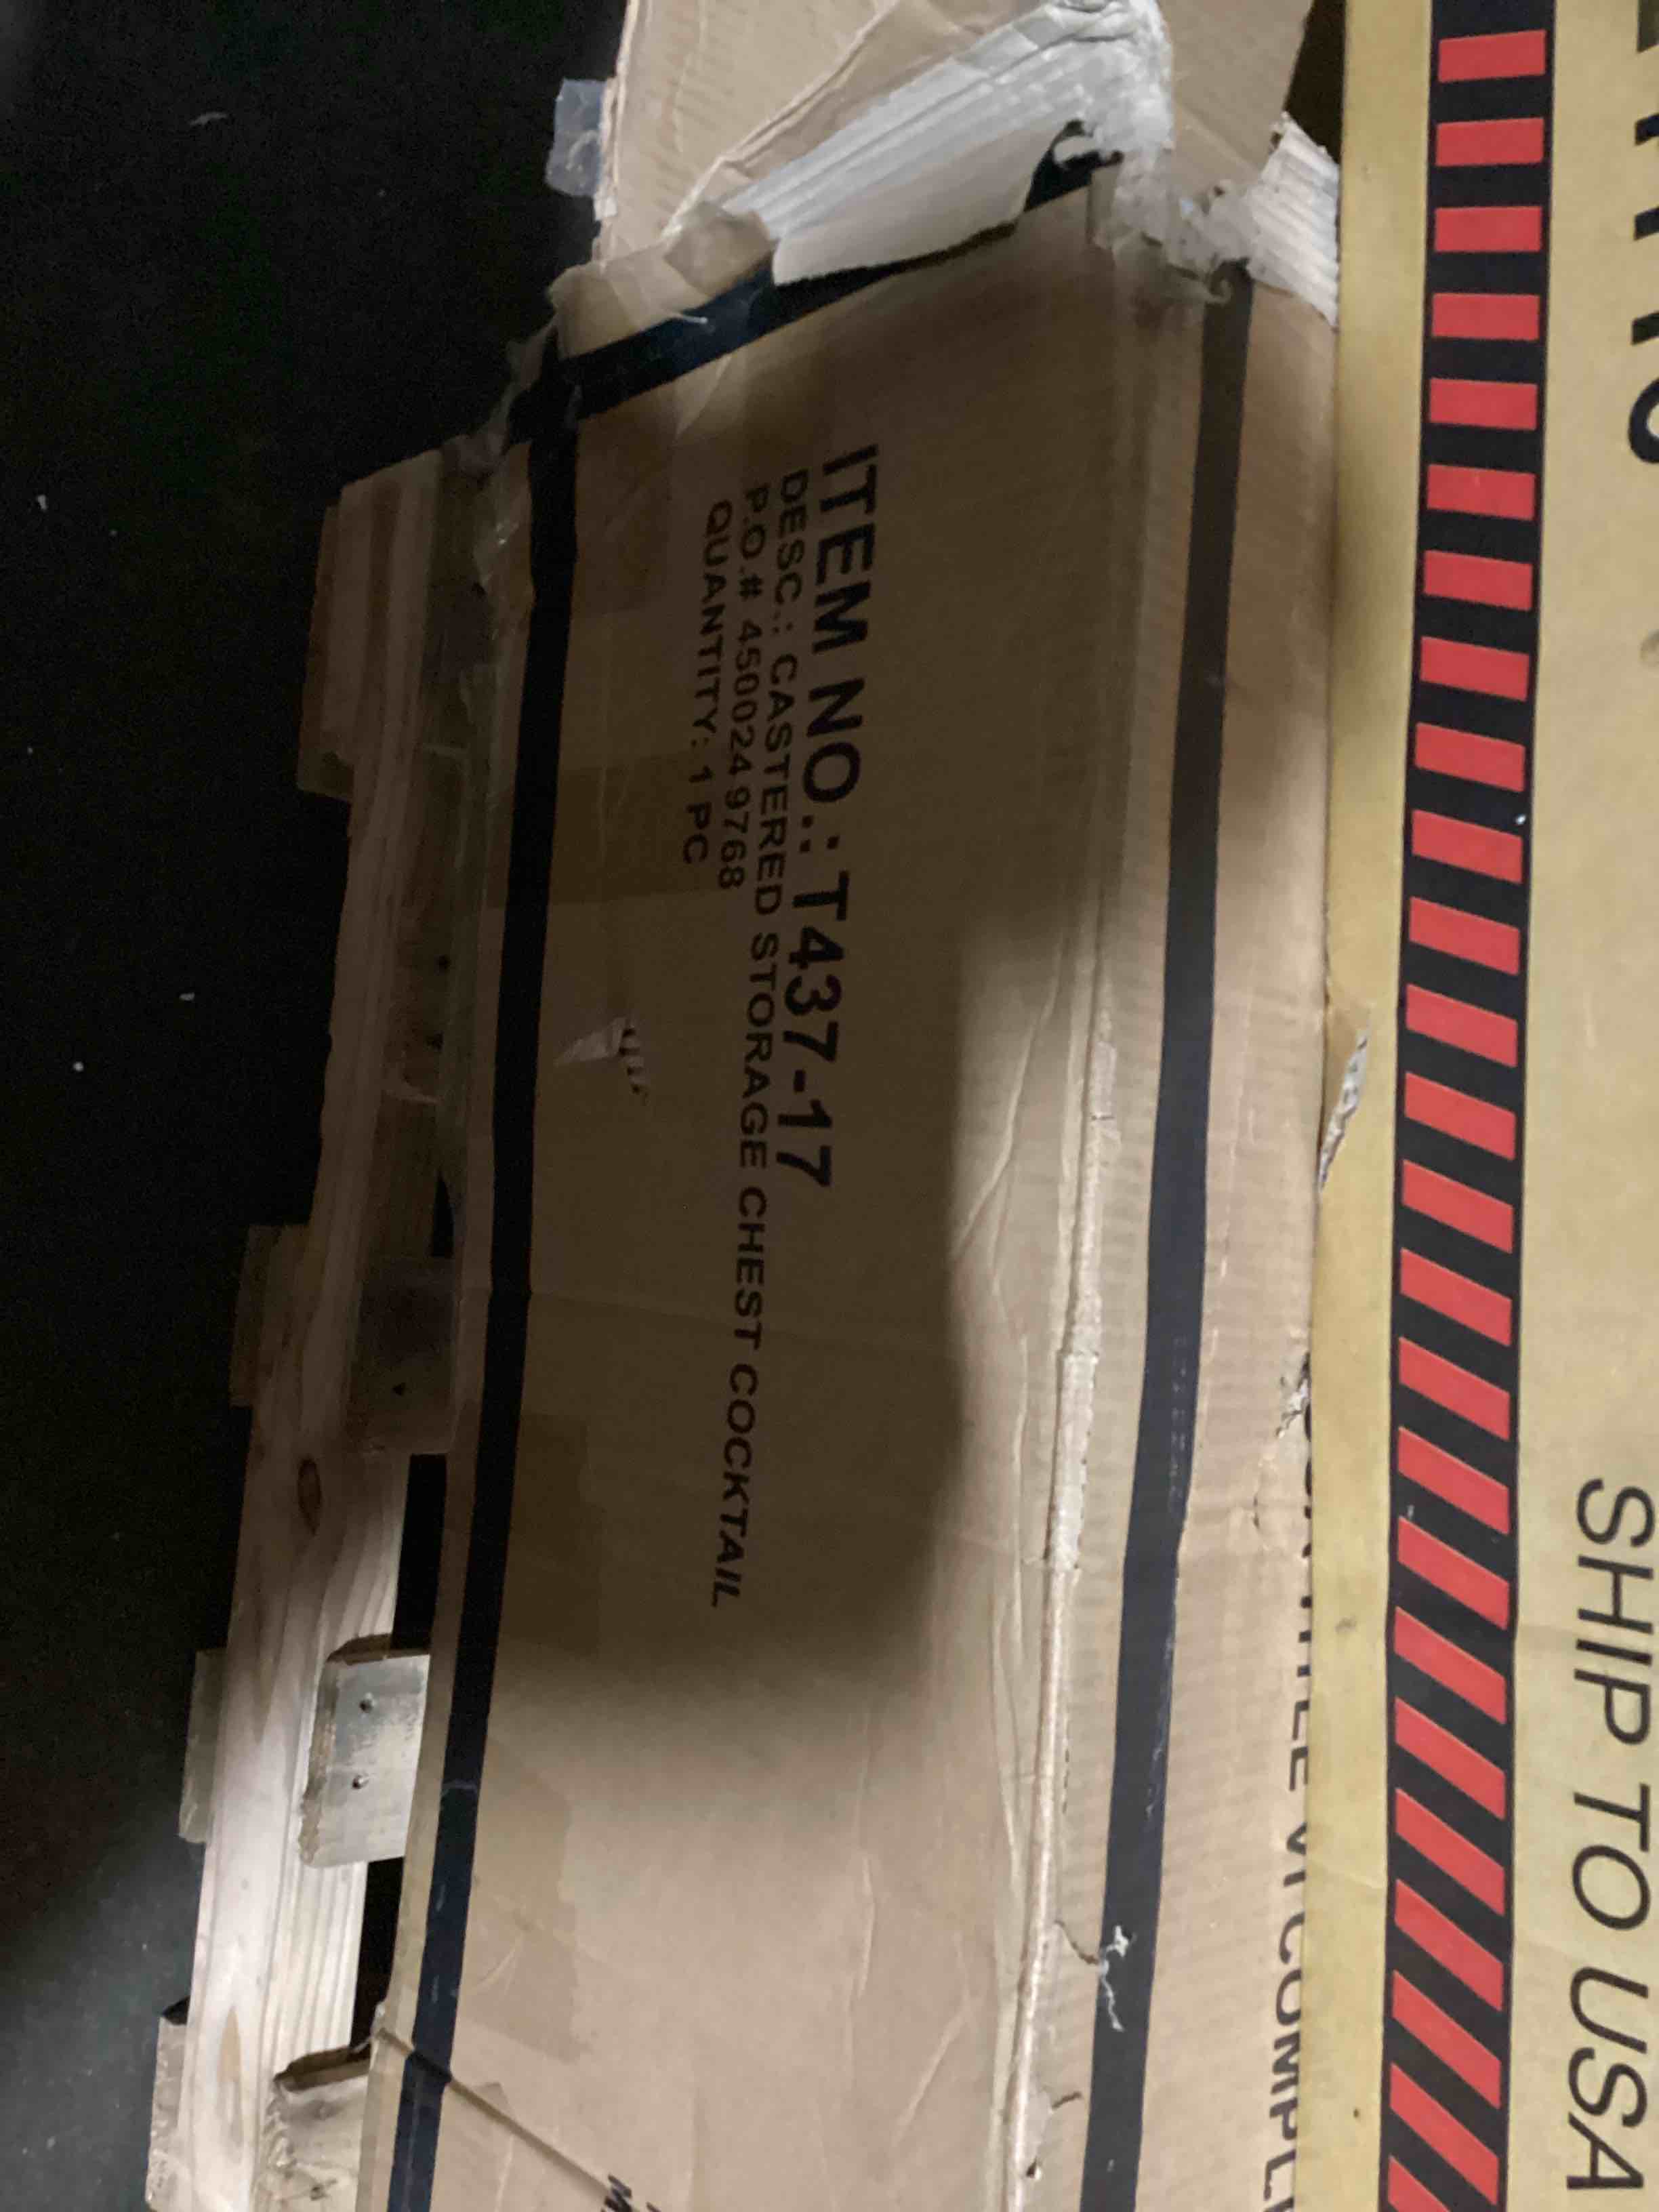 ITEM NO.: T437-17
DESC.: CASTERED STORAGE CHEST COCKTAIL
P.O.# 4500249768
QUANTITY: 1 PC
SHIP TO USA